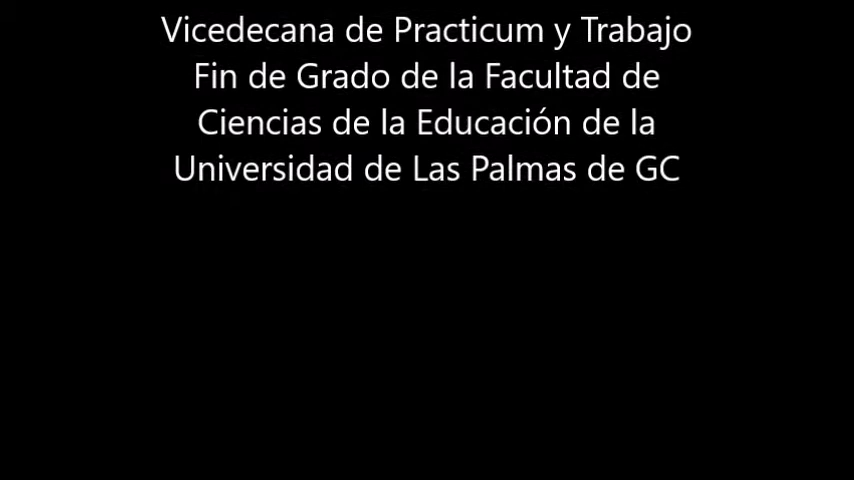 Vicedecana de Practicum y Trabajo
Fin de Grado de la Facultad de
Ciencias de la Educación de la
Universidad de Las Palmas de GC